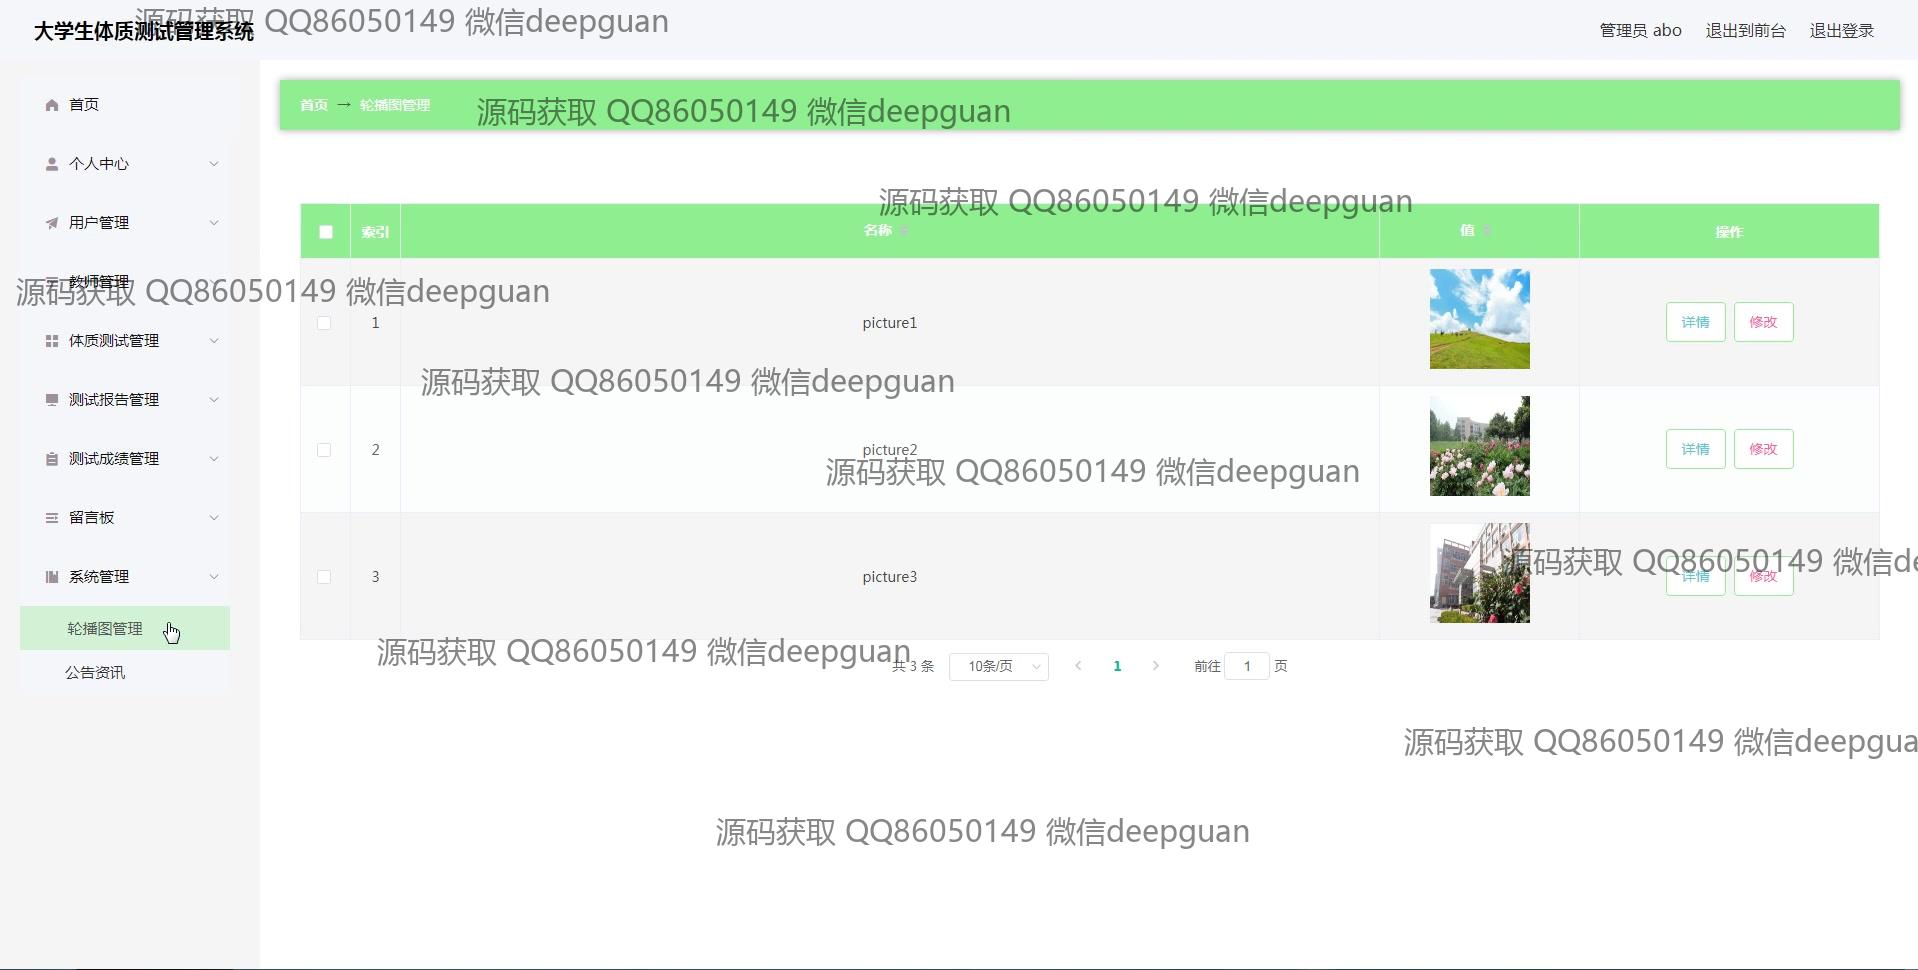 源码获取 QQ86050149 微信deepguan
大学生体质测试管理系统
管理员 abo 退出到前台 退出登录
首页
个人中心
用户管理
教师管理
体质测试管理
测试报告管理
测试成绩管理
留言板
系统管理
轮播图管理
公告资讯
首页 → 轮播图管理
源码获取 QQ86050149 微信deepguan
源码获取 QQ86050149 微信deepguan
索引 名称 值 操作
源码获取 QQ86050149 微信deepguan
1 picture1 详情 修改
源码获取 QQ86050149 微信deepguan
2 picture2 详情 修改
源码获取 QQ86050149 微信deepguan
源码获取 QQ86050149 微信de
3 picture3 详情 修改
源码获取 QQ86050149 微信deepguan
共 3 条 10条/页 1 前往 1 页
源码获取 QQ86050149 微信deepgua
源码获取 QQ86050149 微信deepguan